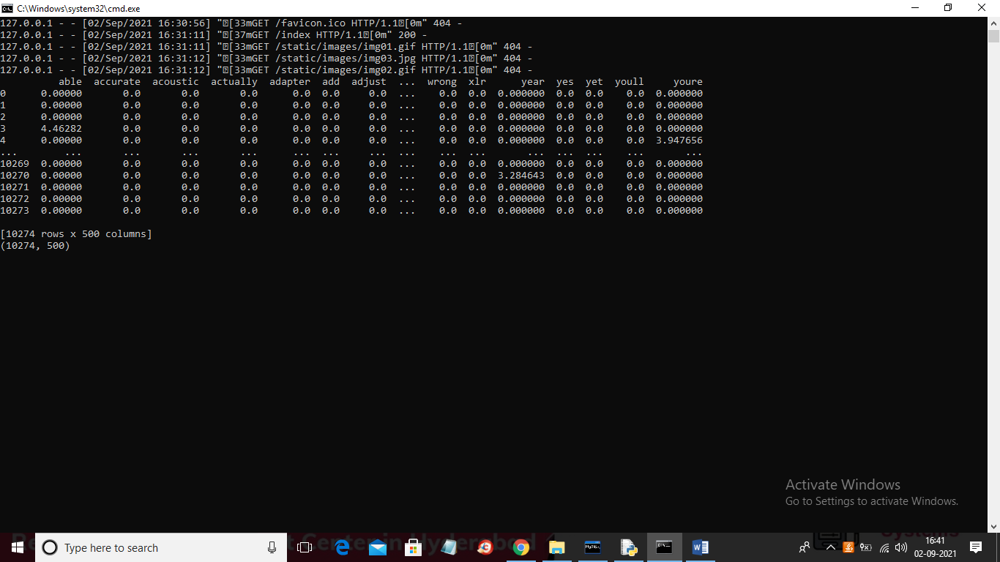 C:\Windows\system32\cmd.exe
127.0.0.1 - - [02/Sep/2021 16:30:56] "[33mGET /favicon.ico HTTP/1.1[0m" 404 -
127.0.0.1 - - [02/Sep/2021 16:31:11] "[37mGET /index HTTP/1.1[0m" 200 -
127.0.0.1 - - [02/Sep/2021 16:31:11] "[33mGET /static/images/img01.gif HTTP/1.1[0m" 404 -
127.0.0.1 - - [02/Sep/2021 16:31:12] "[33mGET /static/images/img03.jpg HTTP/1.1[0m" 404 -
127.0.0.1 - - [02/Sep/2021 16:31:12] "[33mGET /static/images/img02.gif HTTP/1.1[0m" 404 -
able accurate acoustic actually adapter add adjust ... wrong xlr year yes yet youll youre
0 0.00000 0.0 0.0 0.0 0.0 0.0 0.0 ... 0.0 0.0 0.000000 0.0 0.0 0.0 0.000000
1 0.00000 0.0 0.0 0.0 0.0 0.0 0.0 ... 0.0 0.0 0.000000 0.0 0.0 0.0 0.000000
2 0.00000 0.0 0.0 0.0 0.0 0.0 0.0 ... 0.0 0.0 0.000000 0.0 0.0 0.0 0.000000
3 4.46282 0.0 0.0 0.0 0.0 0.0 0.0 ... 0.0 0.0 0.000000 0.0 0.0 0.0 0.000000
4 0.00000 0.0 0.0 0.0 0.0 0.0 0.0 ... 0.0 0.0 0.000000 0.0 0.0 0.0 3.947656
... ... ... ... ... ... ... ... ... ... ... ... ... ... ... ...
10269 0.00000 0.0 0.0 0.0 0.0 0.0 0.0 ... 0.0 0.0 0.000000 0.0 0.0 0.0 0.000000
10270 0.00000 0.0 0.0 0.0 0.0 0.0 0.0 ... 0.0 0.0 3.284643 0.0 0.0 0.0 0.000000
10271 0.00000 0.0 0.0 0.0 0.0 0.0 0.0 ... 0.0 0.0 0.000000 0.0 0.0 0.0 0.000000
10272 0.00000 0.0 0.0 0.0 0.0 0.0 0.0 ... 0.0 0.0 0.000000 0.0 0.0 0.0 0.000000
10273 0.00000 0.0 0.0 0.0 0.0 0.0 0.0 ... 0.0 0.0 0.000000 0.0 0.0 0.0 0.000000
[10274 rows x 500 columns]
(10274, 500)
Activate Windows
Go to Settings to activate Windows.
Type here to search
Center in Hyderabad
MySQL
Systems
16:41
02-09-2021